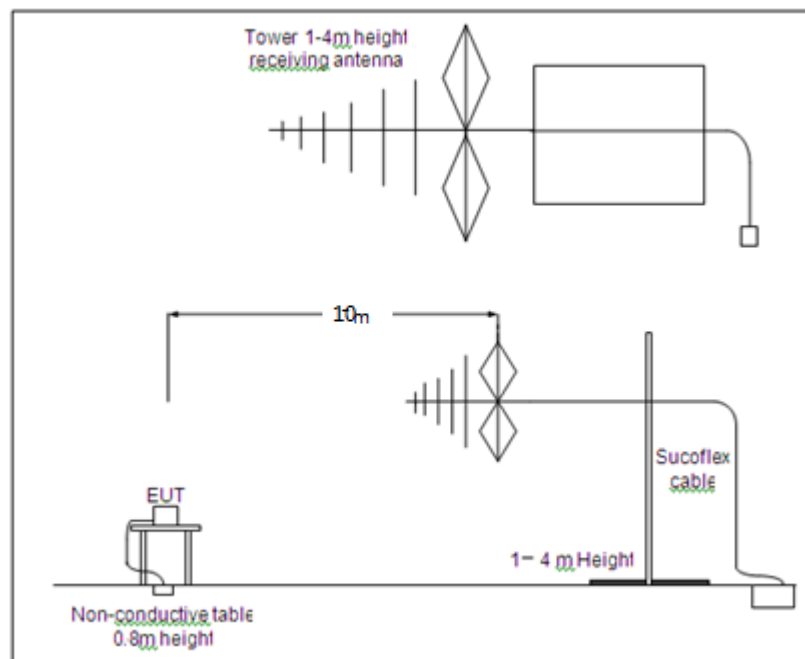 Tower 1-4m height
receiving antenna
10m
EUT
Sucoflex
cable
1– 4 m Height
Non-conductive table
0.8m height